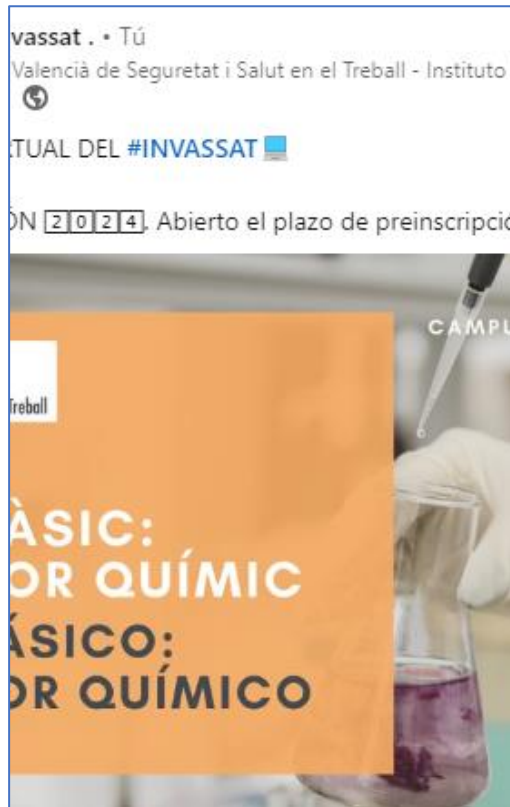 vassat . • Tú
Valencià de Seguretat i Salut en el Treball - Instituto
TUAL DEL #INVASSAT
ÓN 2024. Abierto el plazo de preinscripció
CAMPU
Treball
ÀSIC:
OR QUÍMIC
ÁSICO:
OR QUÍMICO